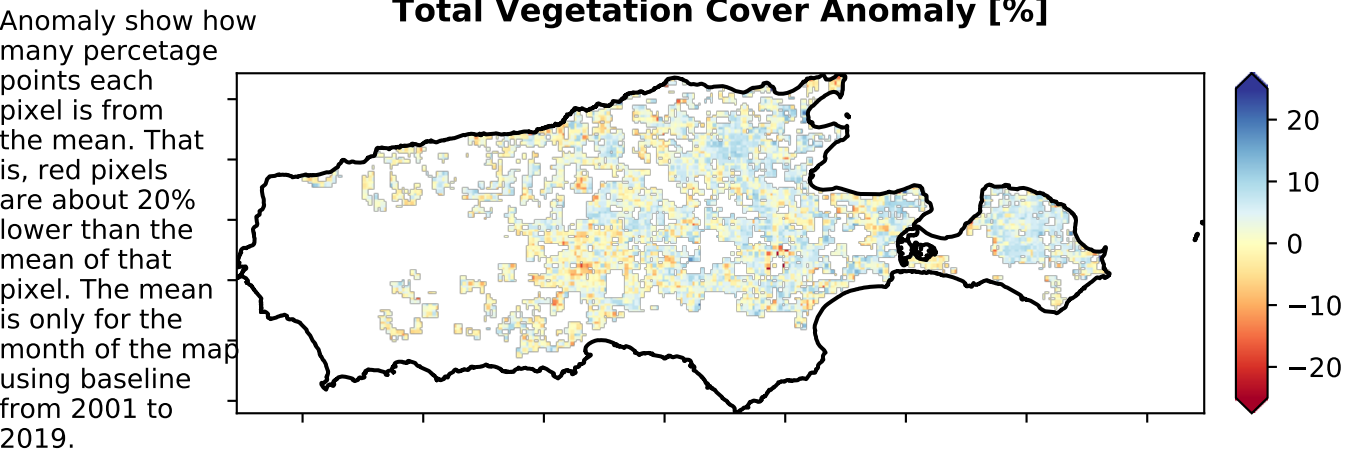 Total Vegetation Cover Anomaly [%]
Anomaly show how
many percetage
points each
pixel is from
the mean. That
is, red pixels
are about 20%
lower than the
mean of that
pixel. The mean
is only for the
month of the map
using baseline
from 2001 to
2019.
20
10
0
−10
−20